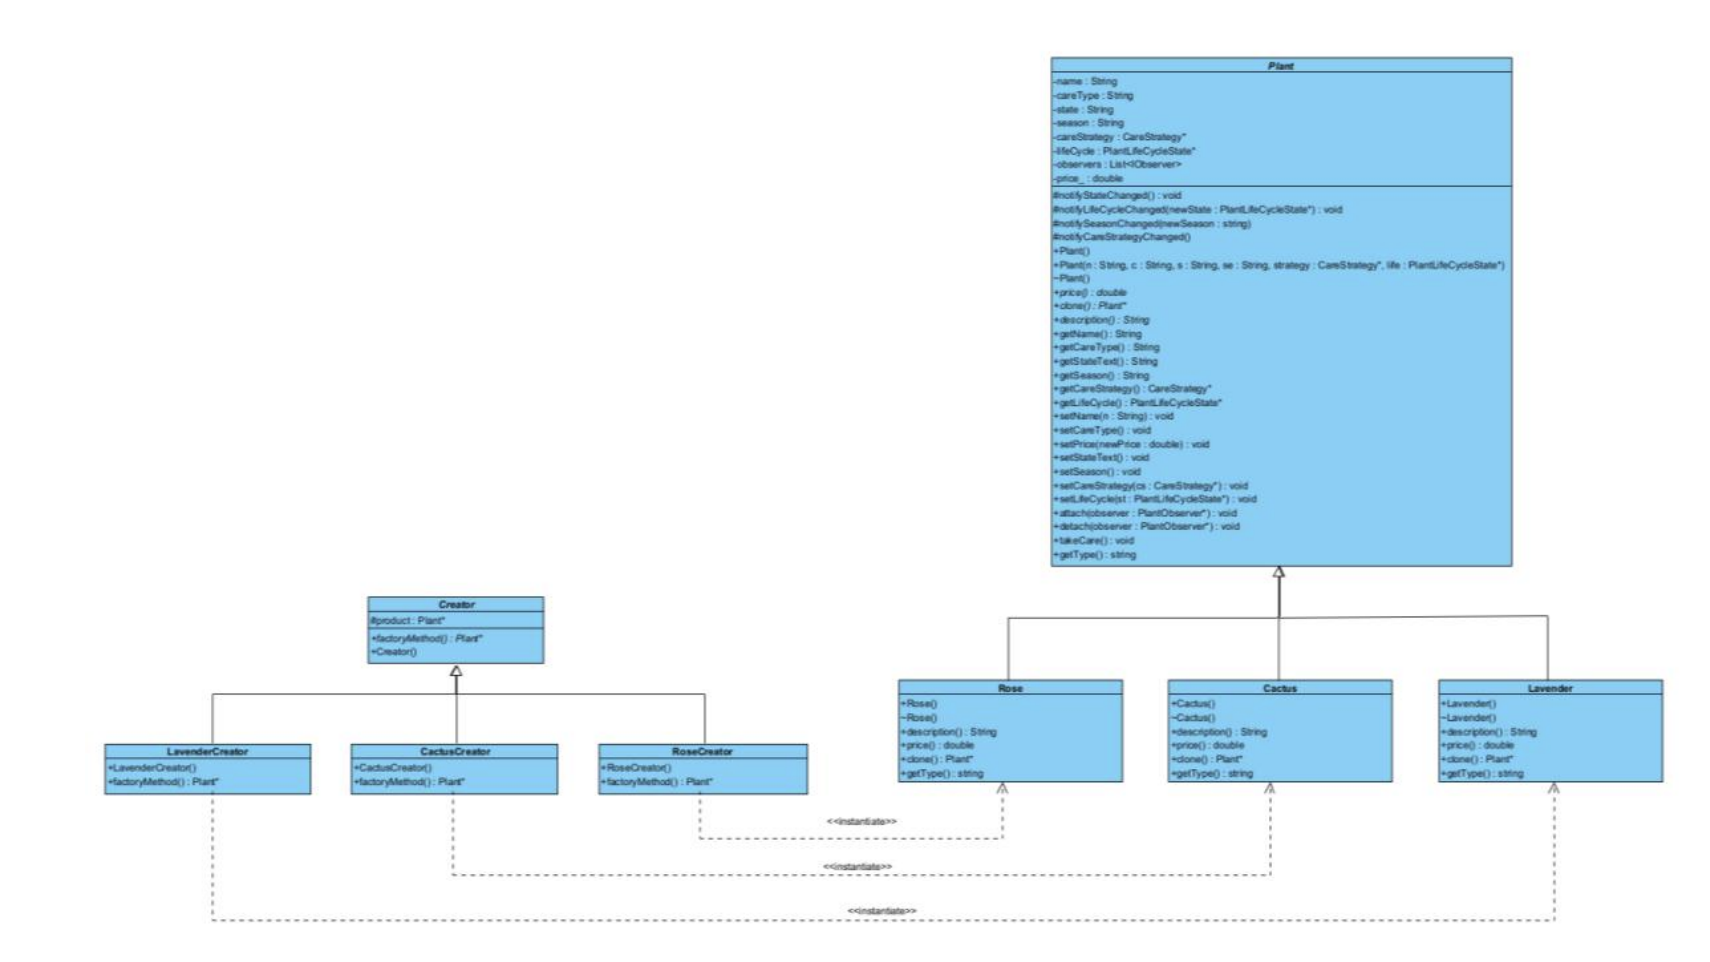 Plant
-name : String
-careType : String
-state : String
-season : String
-careStrategy : CareStrategy*
-lifeCycle : PlantLifeCycleState*
-observers : List<IObserver>
-price_ : double
#notifyStateChanged() : void
#notifyLifeCycleChanged(newState : PlantLifeCycleState*) : void
#notifySeasonChanged(newSeason : string)
#notifyCareStrategyChanged()
+Plant()
+Plant(n : String, c : String, s : String, se : String, strategy : CareStrategy*, life : PlantLifeCycleState*)
~Plant()
+price() : double
+clone() : Plant*
+description() : String
+getName() : String
+getCareType() : String
+getStateText() : String
+getSeason() : String
+getCareStrategy() : CareStrategy*
+getLifeCycle() : PlantLifeCycleState*
+setName(n : String) : void
+setCareType() : void
+setPrice(newPrice : double) : void
+setStateText() : void
+setSeason() : void
+setCareStrategy(cs : CareStrategy*) : void
+setLifeCycle(st : PlantLifeCycleState*) : void
+attach(observer : PlantObserver*) : void
+detach(observer : PlantObserver*) : void
+takeCare() : void
+getType() : string
Creator
#product : Plant*
+factoryMethod() : Plant*
+Creator()
LavenderCreator
+LavenderCreator()
+factoryMethod() : Plant*
CactusCreator
+CactusCreator()
+factoryMethod() : Plant*
RoseCreator
+RoseCreator()
+factoryMethod() : Plant*
Rose
+Rose()
~Rose()
+description() : String
+price() : double
+clone() : Plant*
+getType() : string
Cactus
+Cactus()
~Cactus()
+description() : String
+price() : double
+clone() : Plant*
+getType() : string
Lavender
+Lavender()
~Lavender()
+description() : String
+price() : double
+clone() : Plant*
+getType() : string
<<instantiate>>
<<instantiate>>
<<instantiate>>